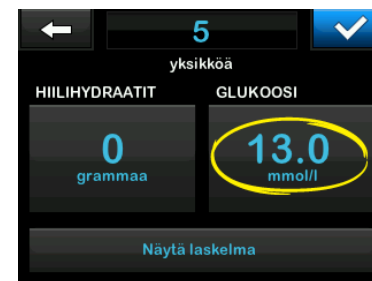 5
yksikköä
HIILIHYDRAATIT GLUKOOSI
0 13.0
grammaa mmol/l
Näytä laskelma